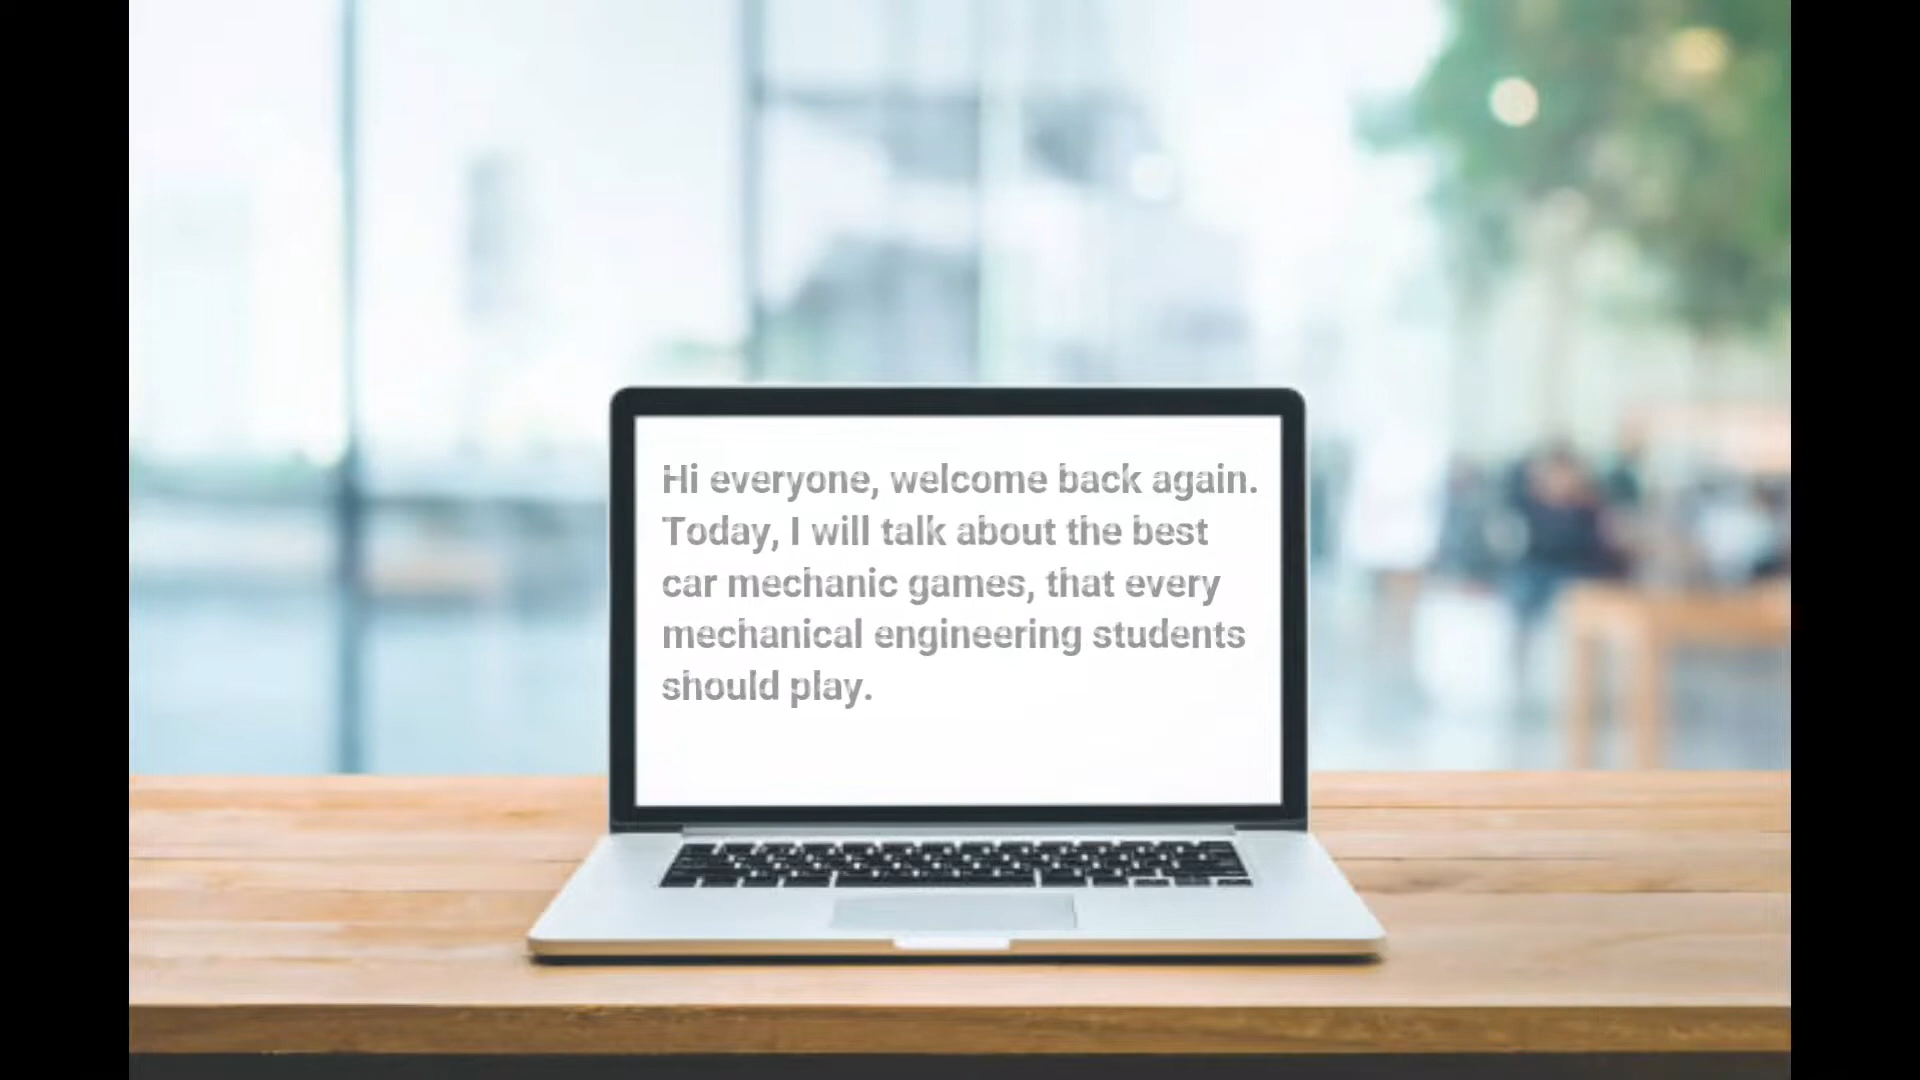 Hi everyone, welcome back again.
Today, I will talk about the best
car mechanic games, that every
mechanical engineering students
should play.